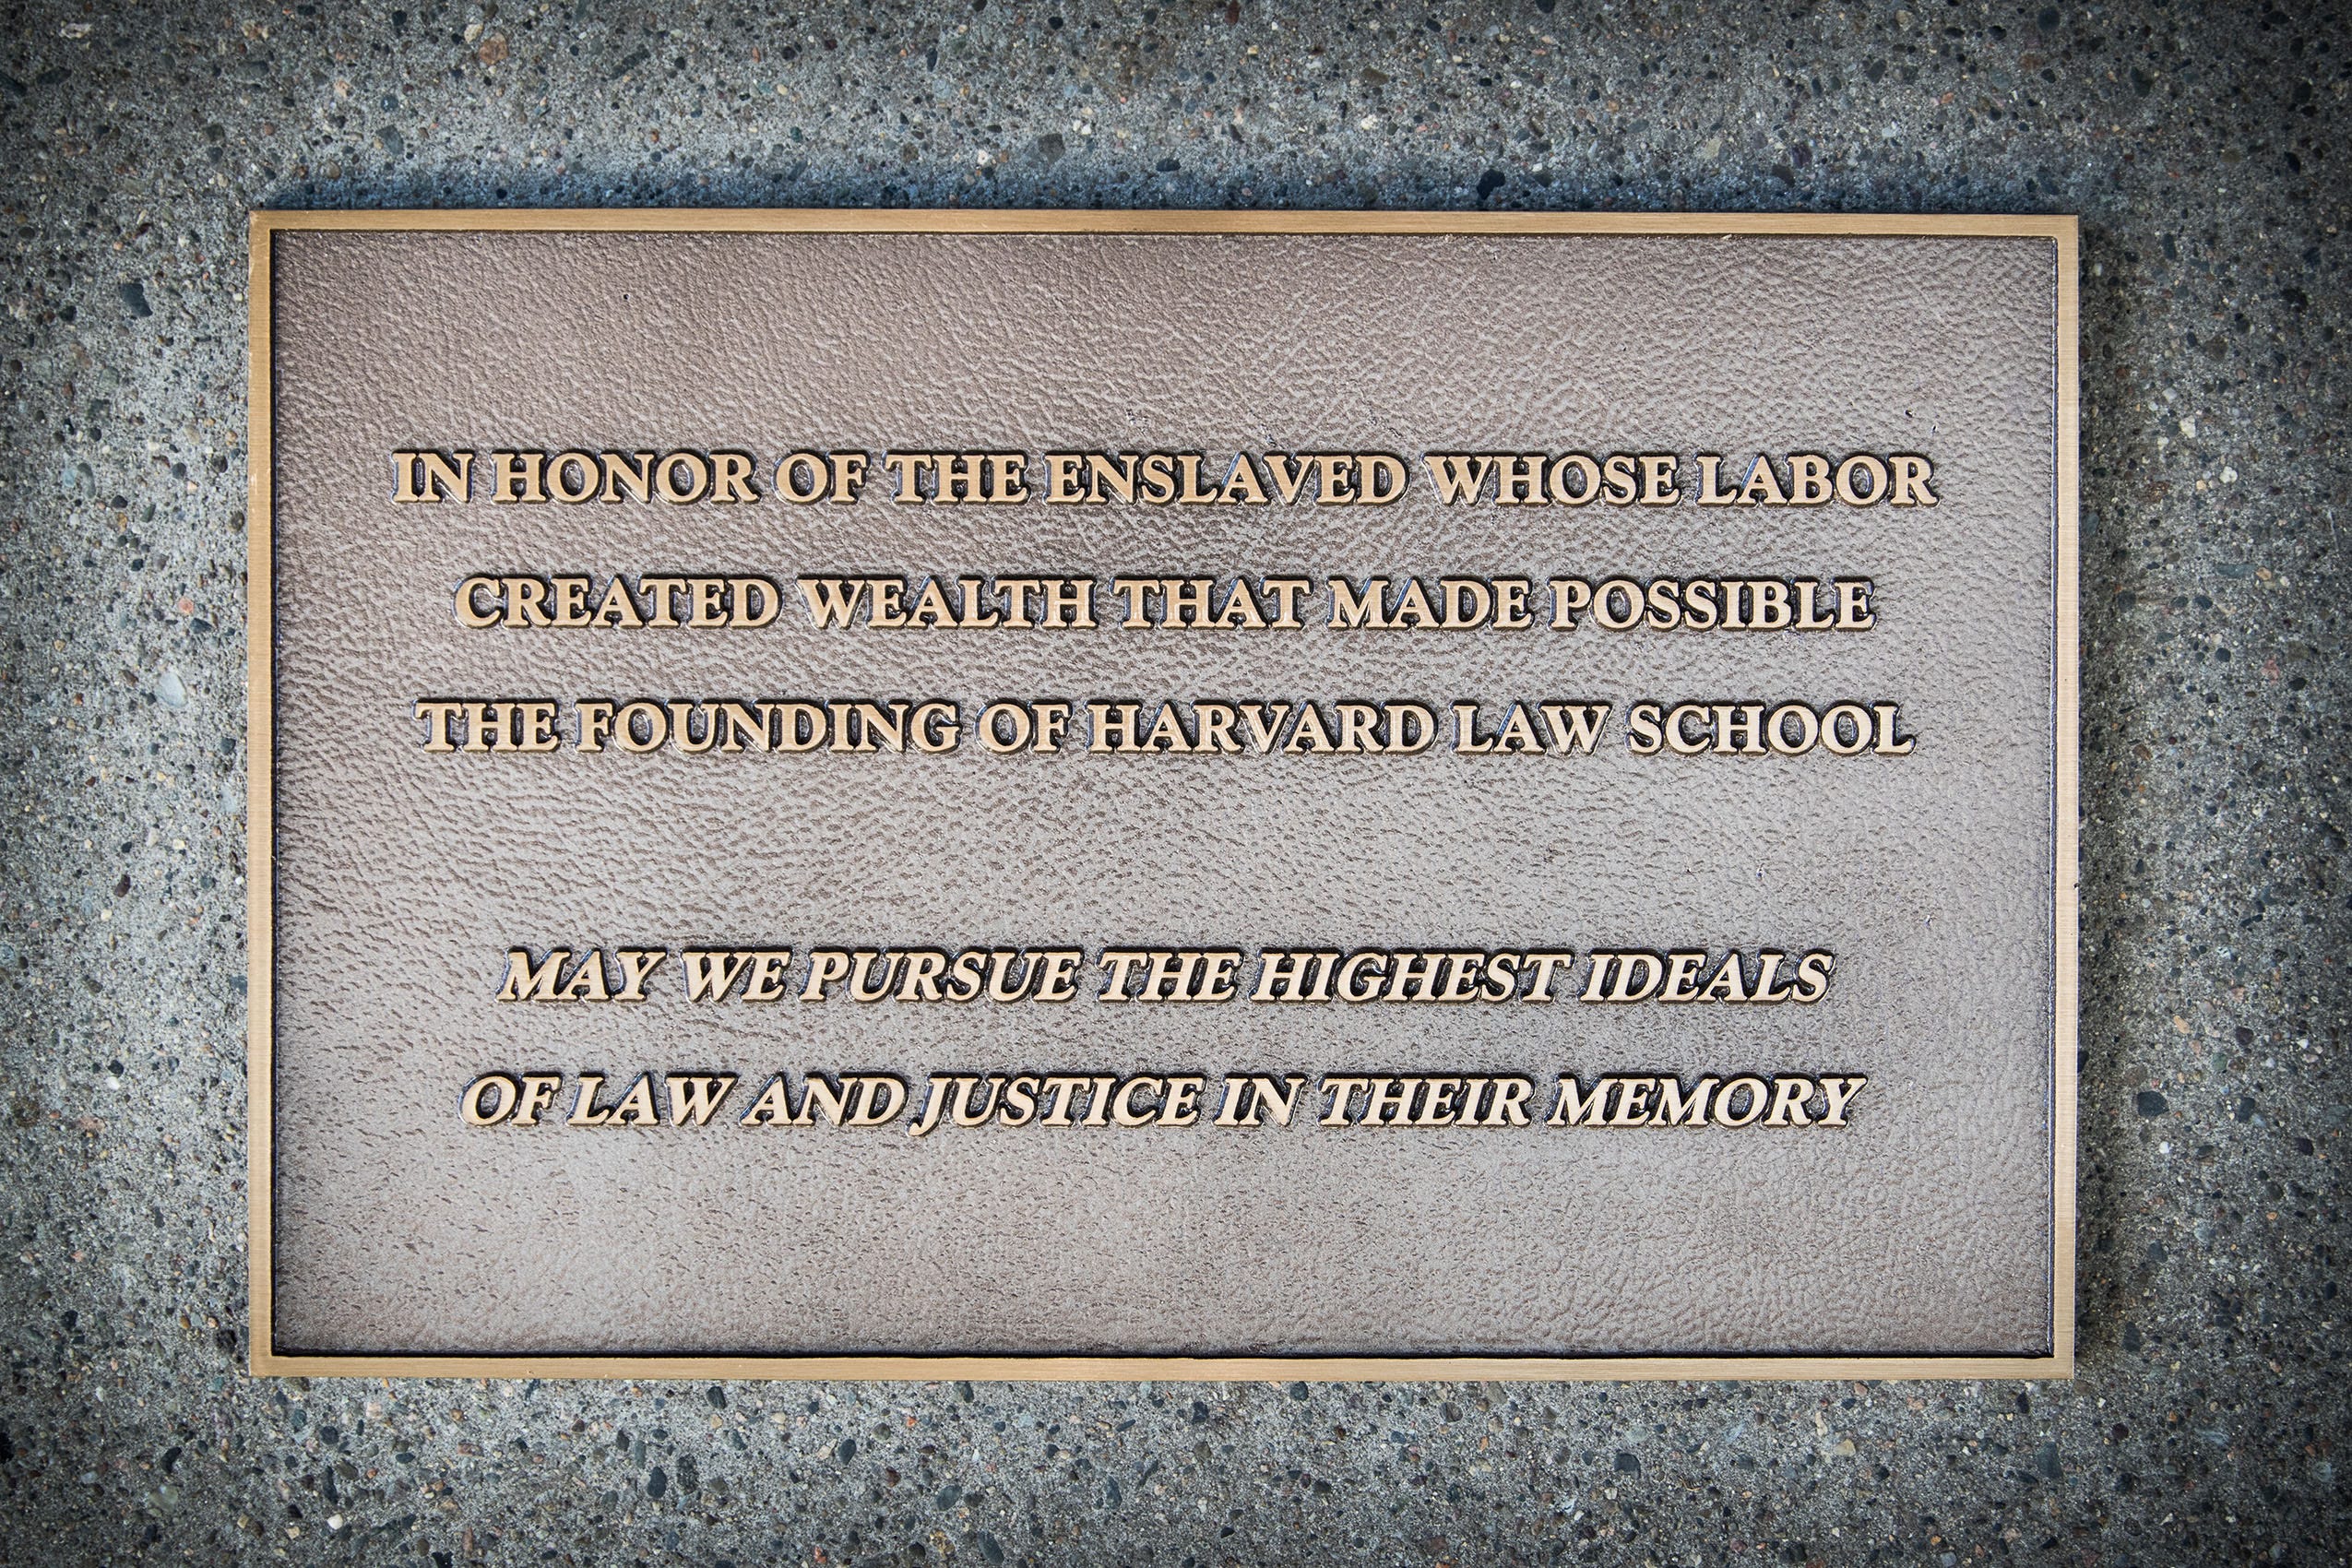 IN HONOR OF THE ENSLAVED WHOSE LABOR
CREATED WEALTH THAT MADE POSSIBLE
THE FOUNDING OF HARVARD LAW SCHOOL
MAY WE PURSUE THE HIGHEST IDEALS
OF LAW AND JUSTICE IN THEIR MEMORY